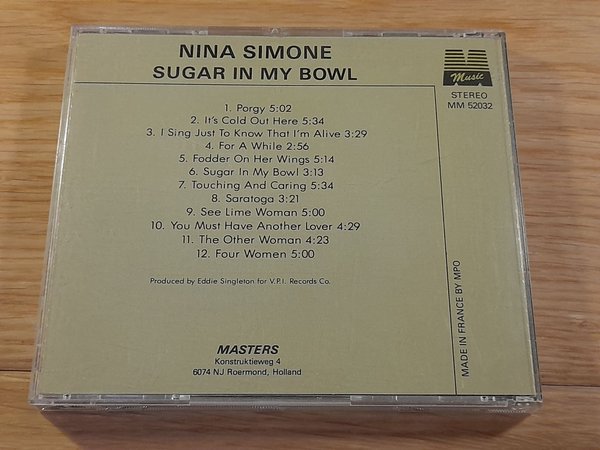 NINA SIMONE
SUGAR IN MY BOWL
Music
STEREO
MM 52032
1. Porgy 5:02
2. It's Cold Out Here 5:34
3. I Sing Just To Know That I'm Alive 3:29
4. For A While 2:56
5. Fodder On Her Wings 5:14
6. Sugar In My Bowl 3:13
7. Touching And Caring 5:34
8. Saratoga 3:21
9. See Lime Woman 5:00
10. You Must Have Another Lover 4:29
11. The Other Woman 4:23
12. Four Women 5:00
Produced by Eddie Singleton for V.P.I. Records Co.
MASTERS
Konstruktieweg 4
6074 NJ Roermond, Holland
MADE IN FRANCE BY MPO